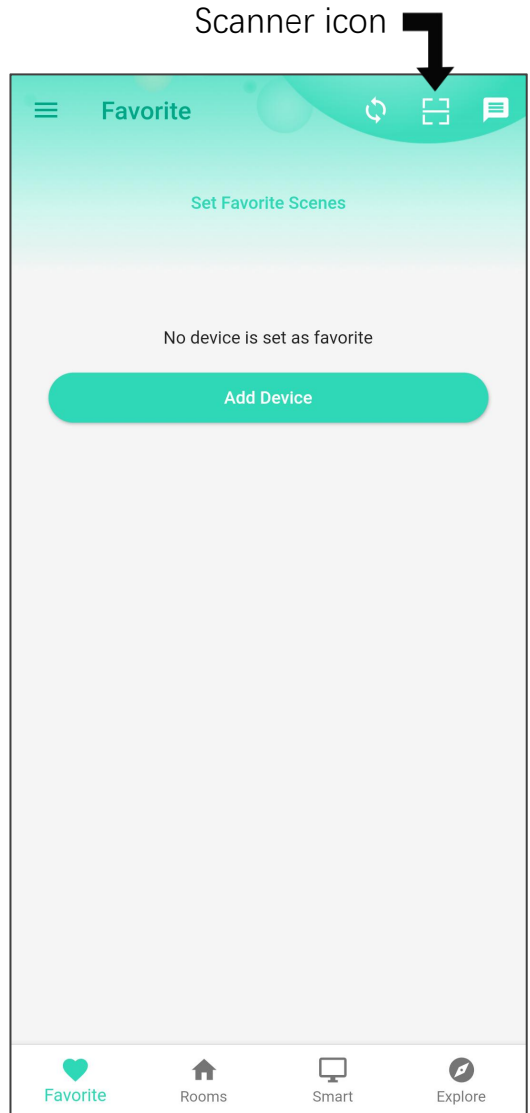 Scanner icon
Favorite
Set Favorite Scenes
No device is set as favorite
Add Device
Favorite Rooms Smart Explore